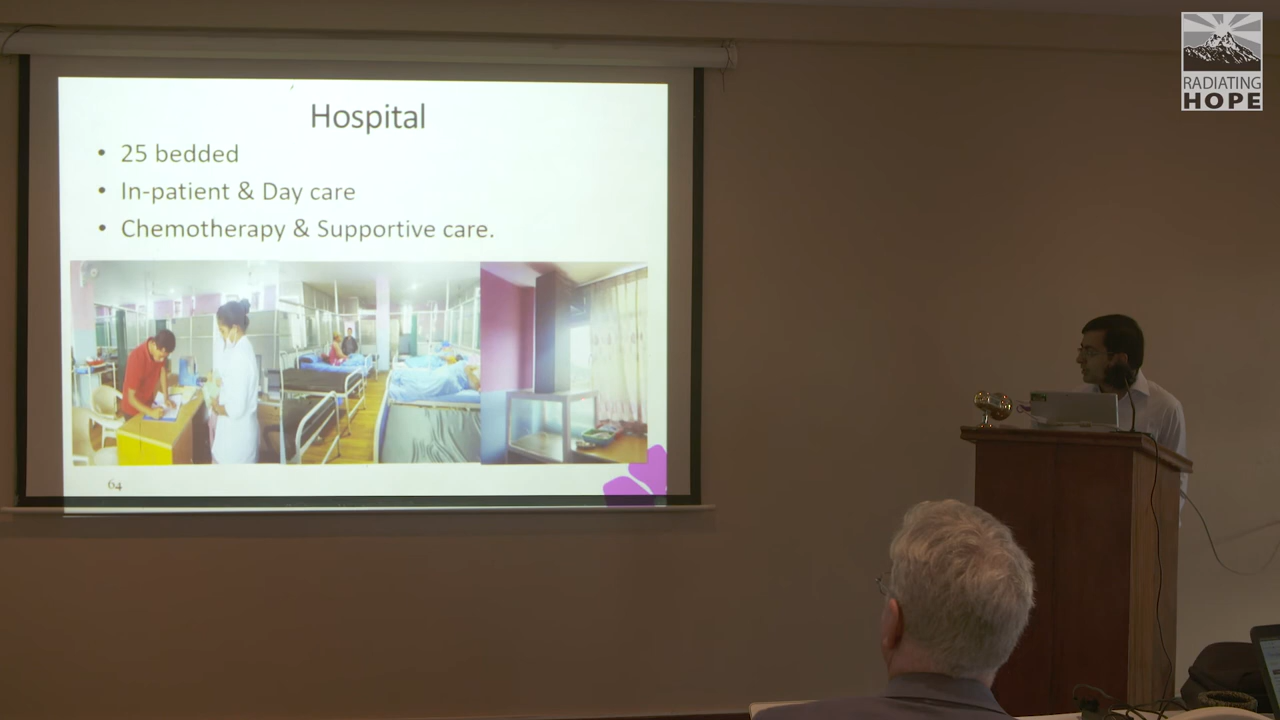 Hospital
• 25 bedded
• In-patient & Day care
• Chemotherapy & Supportive care.
64
RADIATING
HOPE